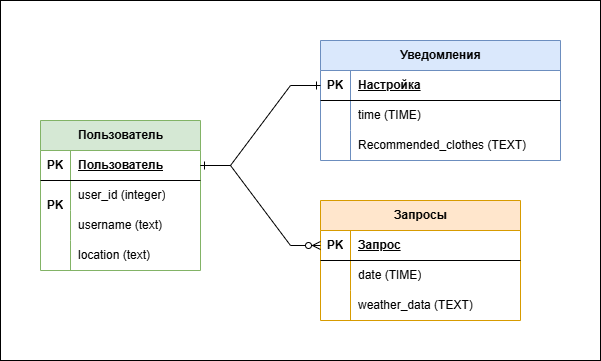 Уведомления
PK Настройка
time (TIME)
Recommended_clothes (TEXT)
Пользователь
PK Пользователь
PK user_id (integer)
username (text)
location (text)
Запросы
PK Запрос
date (TIME)
weather_data (TEXT)